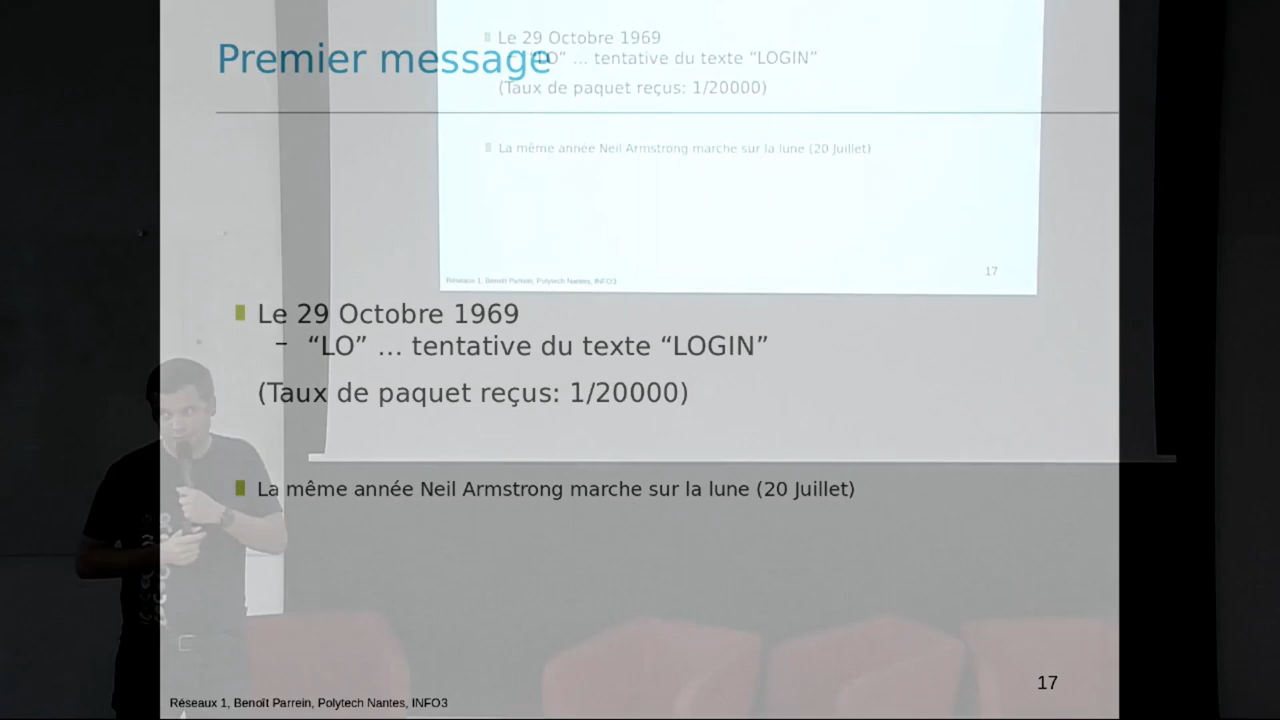 Premier message
Le 29 Octobre 1969
“LO” ... tentative du texte “LOGIN”
(Taux de paquet reçus: 1/20000)
La même année Neil Armstrong marche sur la lune (20 Juillet)
17
Réseaux 1, Benoît Parrein, Polytech Nantes, INFO3
Le 29 Octobre 1969
– “LO” ... tentative du texte “LOGIN”
(Taux de paquet reçus: 1/20000)
La même année Neil Armstrong marche sur la lune (20 Juillet)
17
Réseaux 1, Benoît Parrein, Polytech Nantes, INFO3